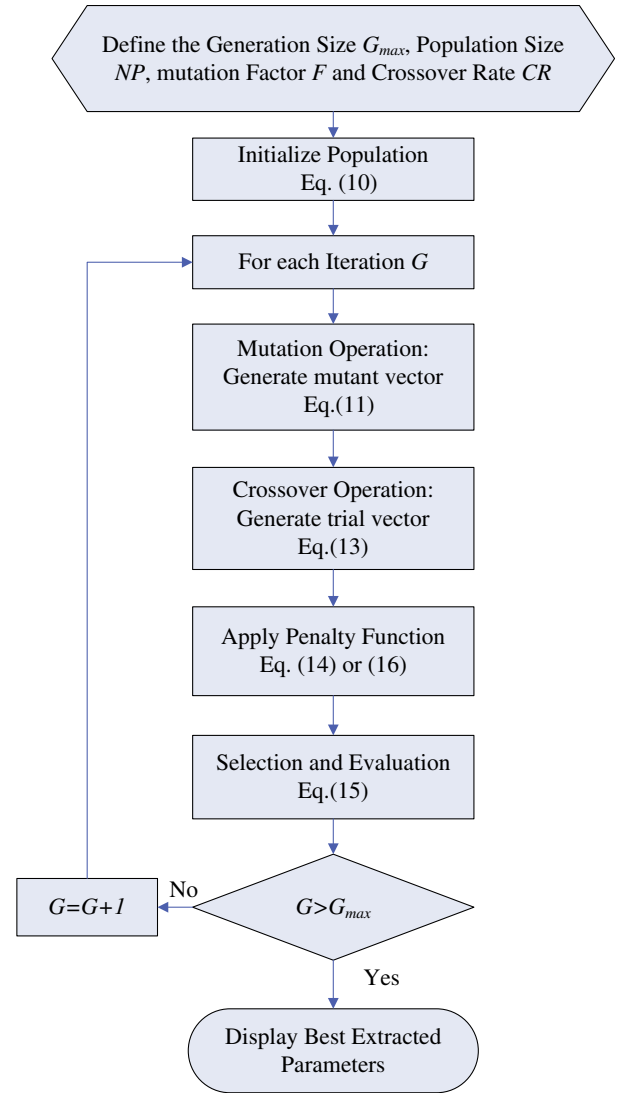 Define the Generation Size Gmax, Population Size
NP, mutation Factor F and Crossover Rate CR
Initialize Population
Eq. (10)
For each Iteration G
Mutation Operation:
Generate mutant vector
Eq.(11)
Crossover Operation:
Generate trial vector
Eq.(13)
Apply Penalty Function
Eq. (14) or (16)
Selection and Evaluation
Eq.(15)
G=G+1
No
G>Gmax
Yes
Display Best Extracted
Parameters